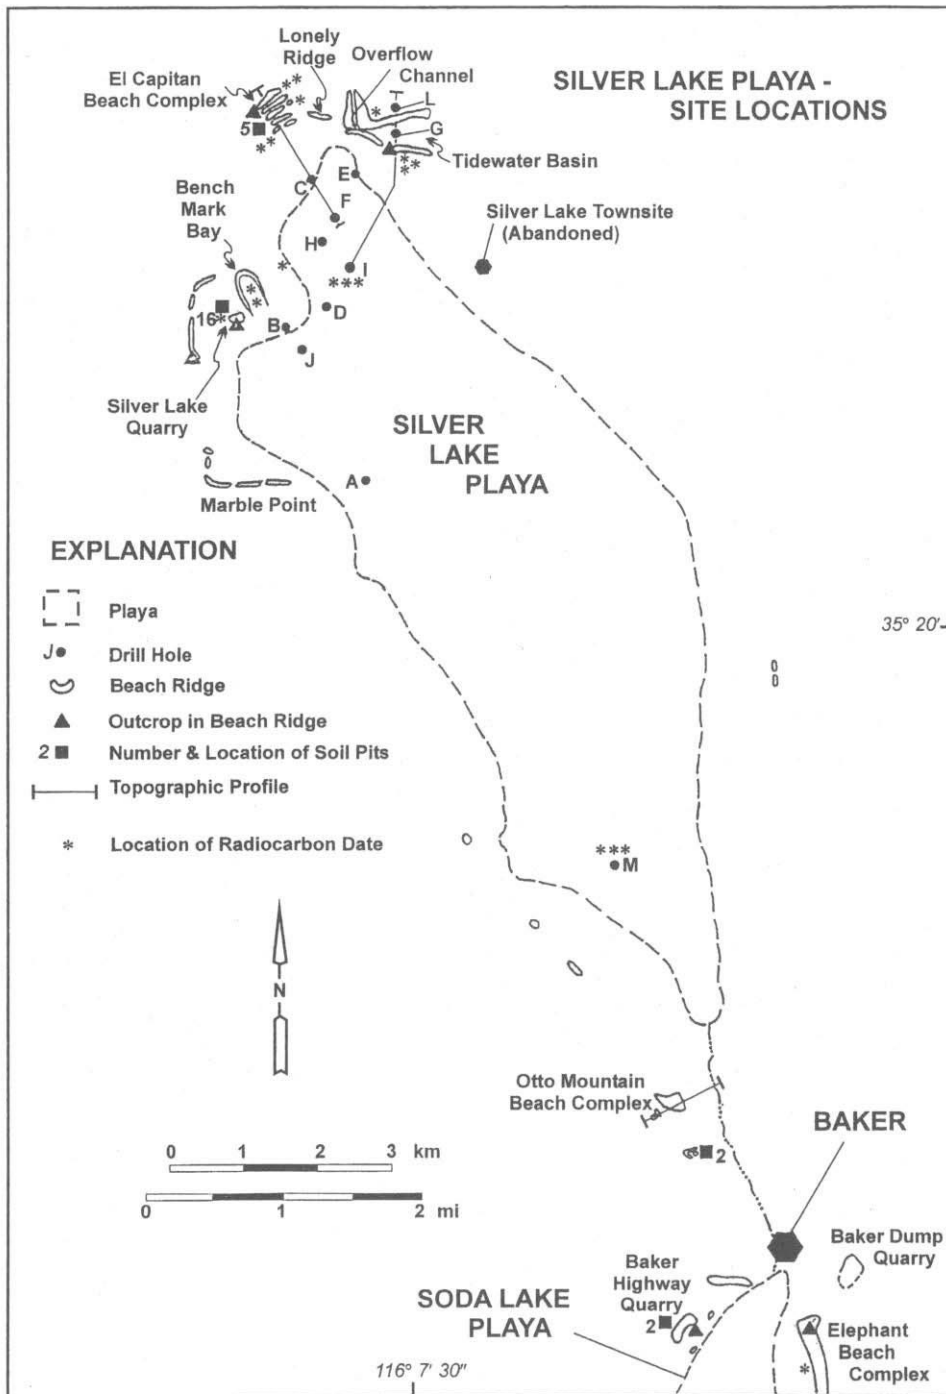 SILVER LAKE PLAYA -
SITE LOCATIONS
Lonely
Ridge
Overflow
Channel
El Capitan
Beach Complex
5
L
G
Tidewater Basin
C
E
F
H
I
Bench
Mark
Bay
Silver Lake Townsite
(Abandoned)
16
B
D
J
Silver Lake
Quarry
SILVER
LAKE
PLAYA
A
Marble Point
EXPLANATION
Playa
J Drill Hole
Beach Ridge
Outcrop in Beach Ridge
2 Number & Location of Soil Pits
Topographic Profile
* Location of Radiocarbon Date
35° 20'
M
N
Otto Mountain
Beach Complex
2
BAKER
0 1 2 3 km
0 1 2 mi
Baker Dump
Quarry
Baker
Highway
Quarry
2
SODA LAKE
PLAYA
Elephant
Beach
Complex
116° 7' 30"